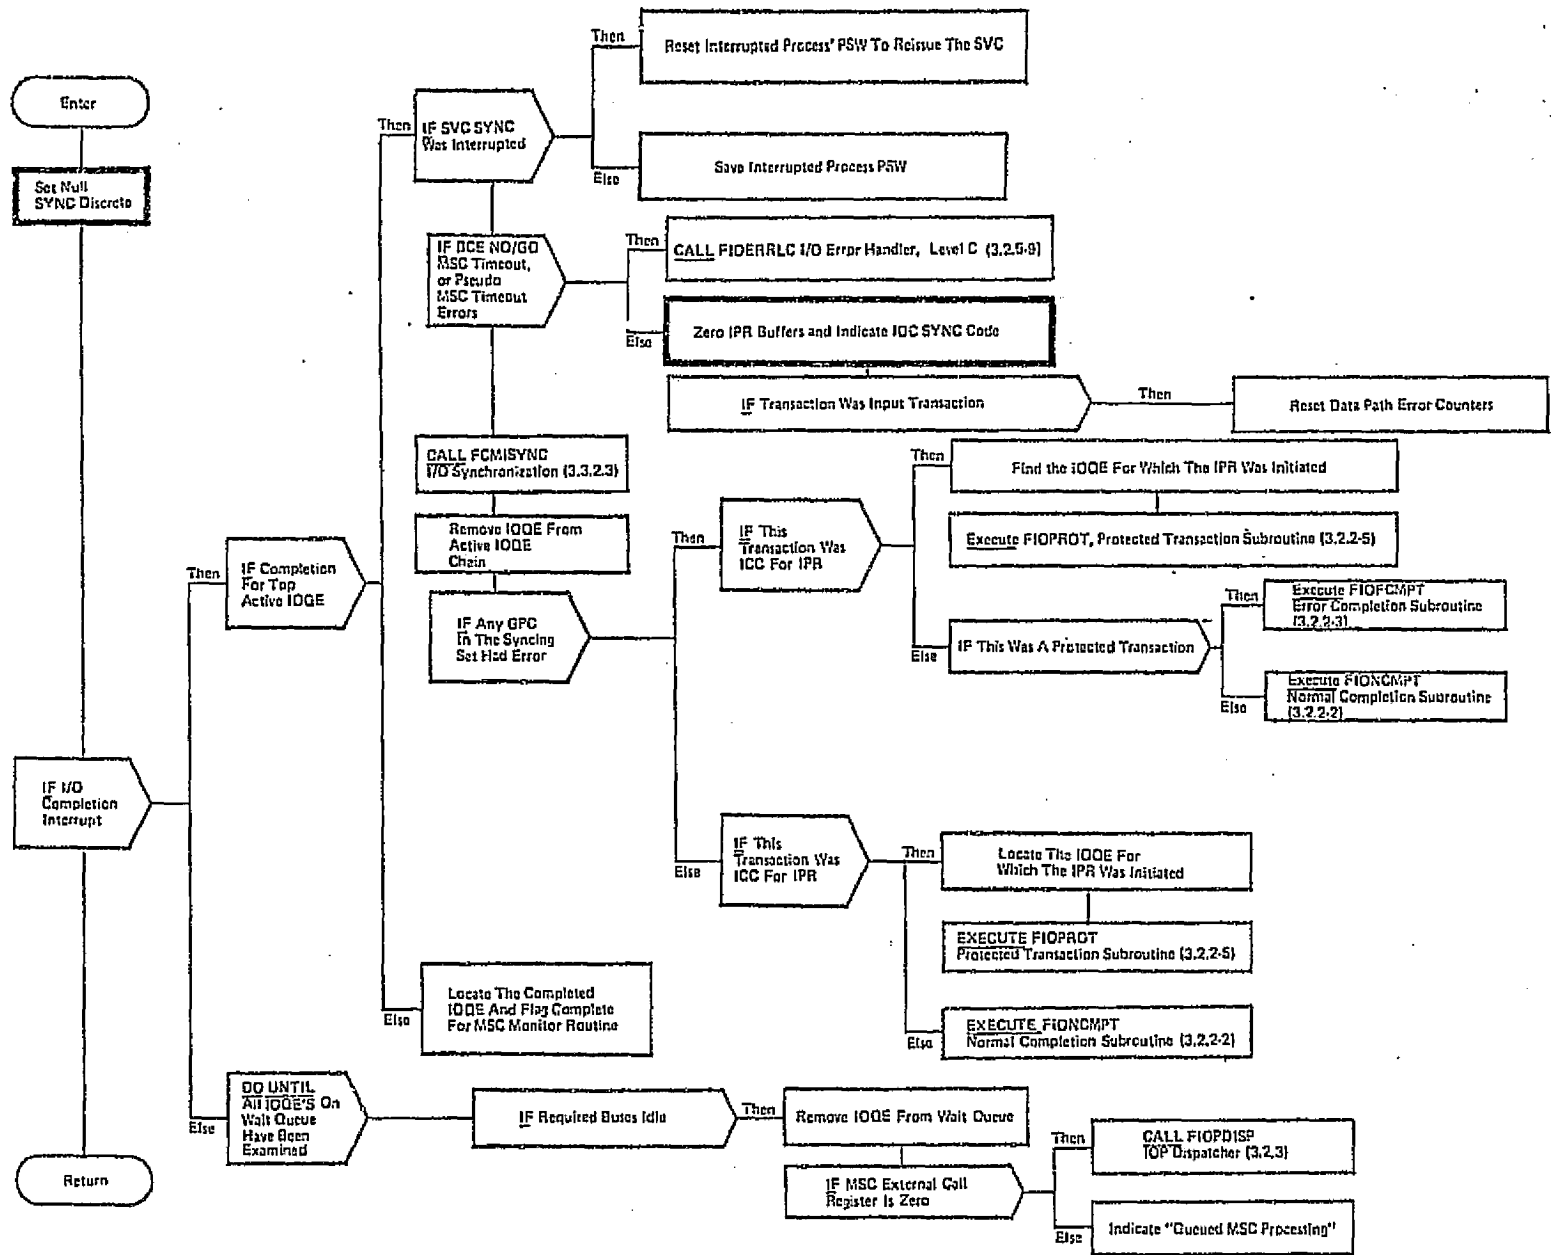 Enter
Set Null
SYNC Discrete
IF I/O
Completion
Interrupt
Return
Then
IF Completion
For Top
Active IOQE
Else
DO UNTIL
All IOQE'S On
Wait Queue
Have Been
Examined
Then
IF SVC SYNC
Was Interrupted
Then
Reset Interrupted Process' PSW To Reissue The SVC
Else
Save Interrupted Process PSW
IF BCE NO/GO
MSC Timeout,
or Pseudo
MSC Timeout
Errors
Then
CALL FIOERRLC I/O Error Handler, Level C (3.2.5-9)
Else
Zero IPR Buffers and Indicate IOC SYNC Code
IF Transaction Was Input Transaction
Then
Reset Data Path Error Counters
CALL FCMISYNC
I/O Synchronization (3.3.2.3)
Remove IOQE From
Active IOQE
Chain
IF Any GPC
In The Syncing
Set Had Error
Then
IF This
Transaction Was
ICC For IPR
Then
Find the IOQE For Which The IPR Was Initiated
Execute FIOPROT, Protected Transaction Subroutine (3.2.2-5)
Else
IF This Was A Protected Transaction
Then
Execute FIOFCMPT
Error Completion Subroutine
(3.2.2-3)
Else
Execute FIONCMPT
Normal Completion Subroutine
(3.2.2-2)
Else
IF This
Transaction Was
ICC For IPR
Then
Locate The IOQE For
Which The IPR Was Initiated
EXECUTE FIOPROT
Protected Transaction Subroutine (3.2.2-5)
Else
EXECUTE FIONCMPT
Normal Completion Subroutine (3.2.2-2)
Else
Locate The Completed
IOQE And Flag Complete
For MSC Monitor Routine
IF Required Buses Idle
Then
Remove IOQE From Wait Queue
IF MSC External Call
Register Is Zero
Then
CALL FIOPDISP
IOP Dispatcher (3.2.3)
Else
Indicate "Queued MSC Processing"